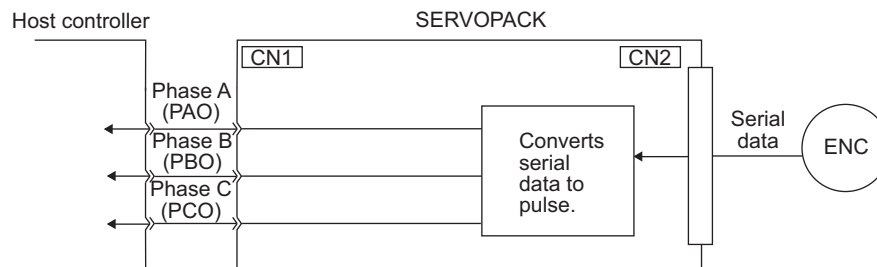 Host controller
SERVOPACK
CN1
CN2
Phase A
(PAO)
Phase B
(PBO)
Phase C
(PCO)
Converts
serial
data to
pulse.
Serial
data
ENC